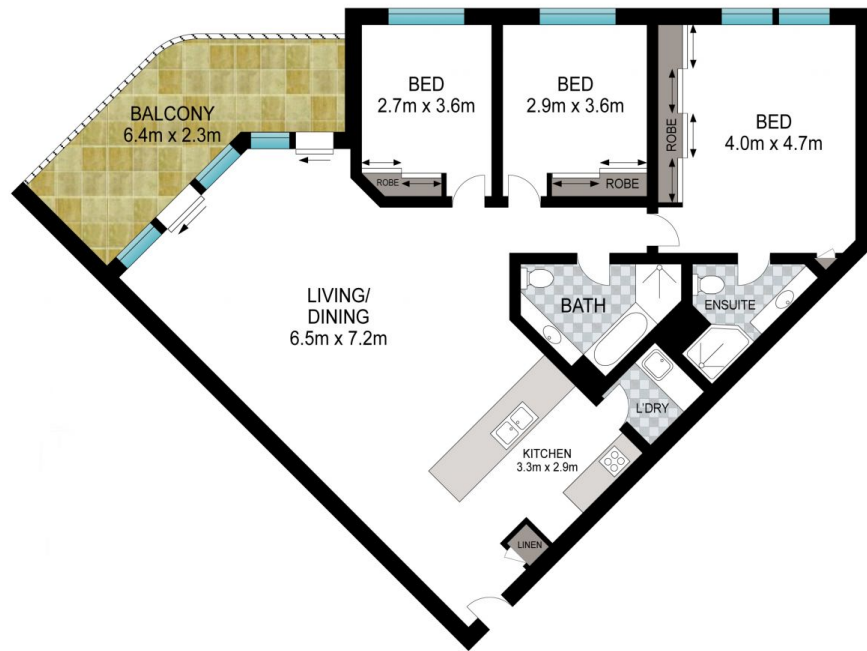 BALCONY
6.4m x 2.3m
BED
2.7m x 3.6m
ROBE
BED
2.9m x 3.6m
ROBE
ROBE
BED
4.0m x 4.7m
LIVING/
DINING
6.5m x 7.2m
BATH
ENSUITE
L'DRY
KITCHEN
3.3m x 2.9m
LINEN